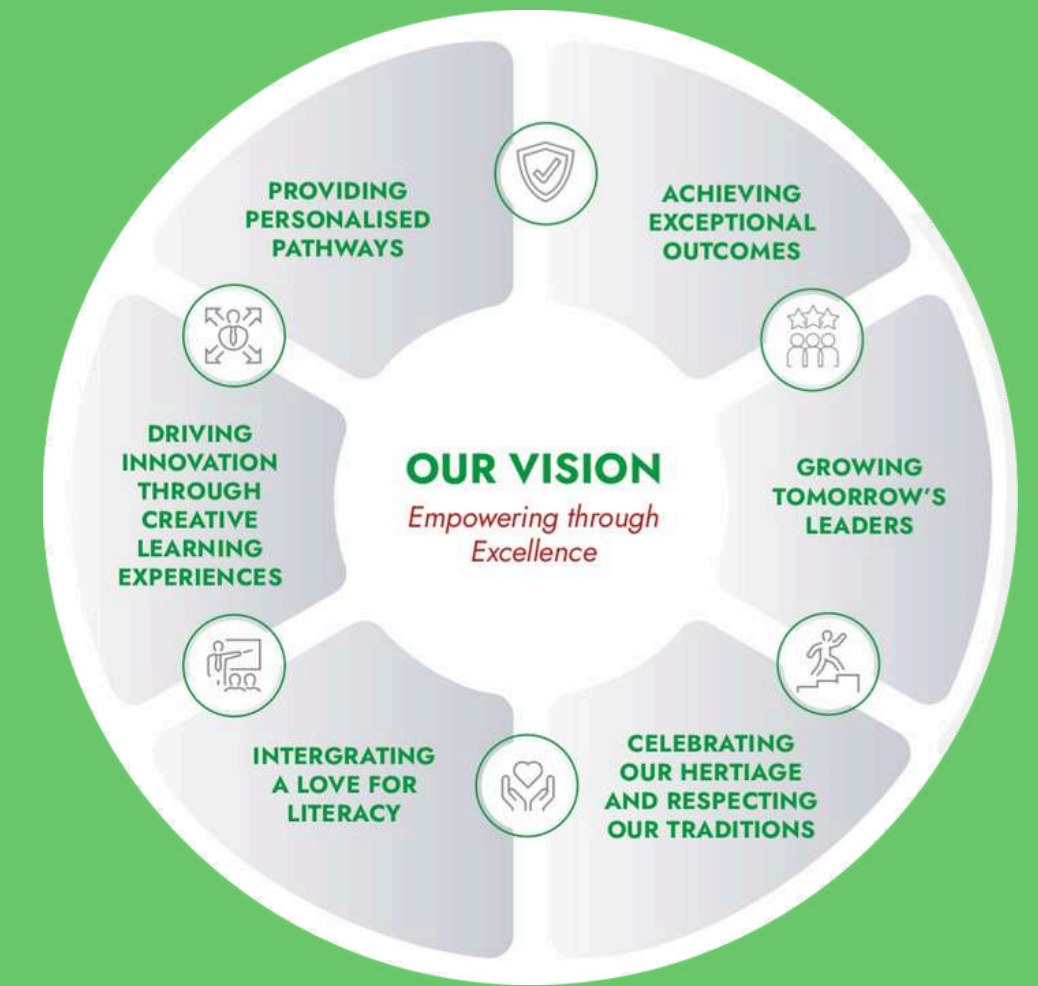 PROVIDING
PERSONALISED
PATHWAYS
ACHIEVING
EXCEPTIONAL
OUTCOMES
DRIVING
INNOVATION
THROUGH
CREATIVE
LEARNING
EXPERIENCES
OUR VISION
Empowering through
Excellence
GROWING
TOMORROW'S
LEADERS
INTERGRATING
A LOVE FOR
LITERACY
CELEBRATING
OUR HERTIAGE
AND RESPECTING
OUR TRADITIONS